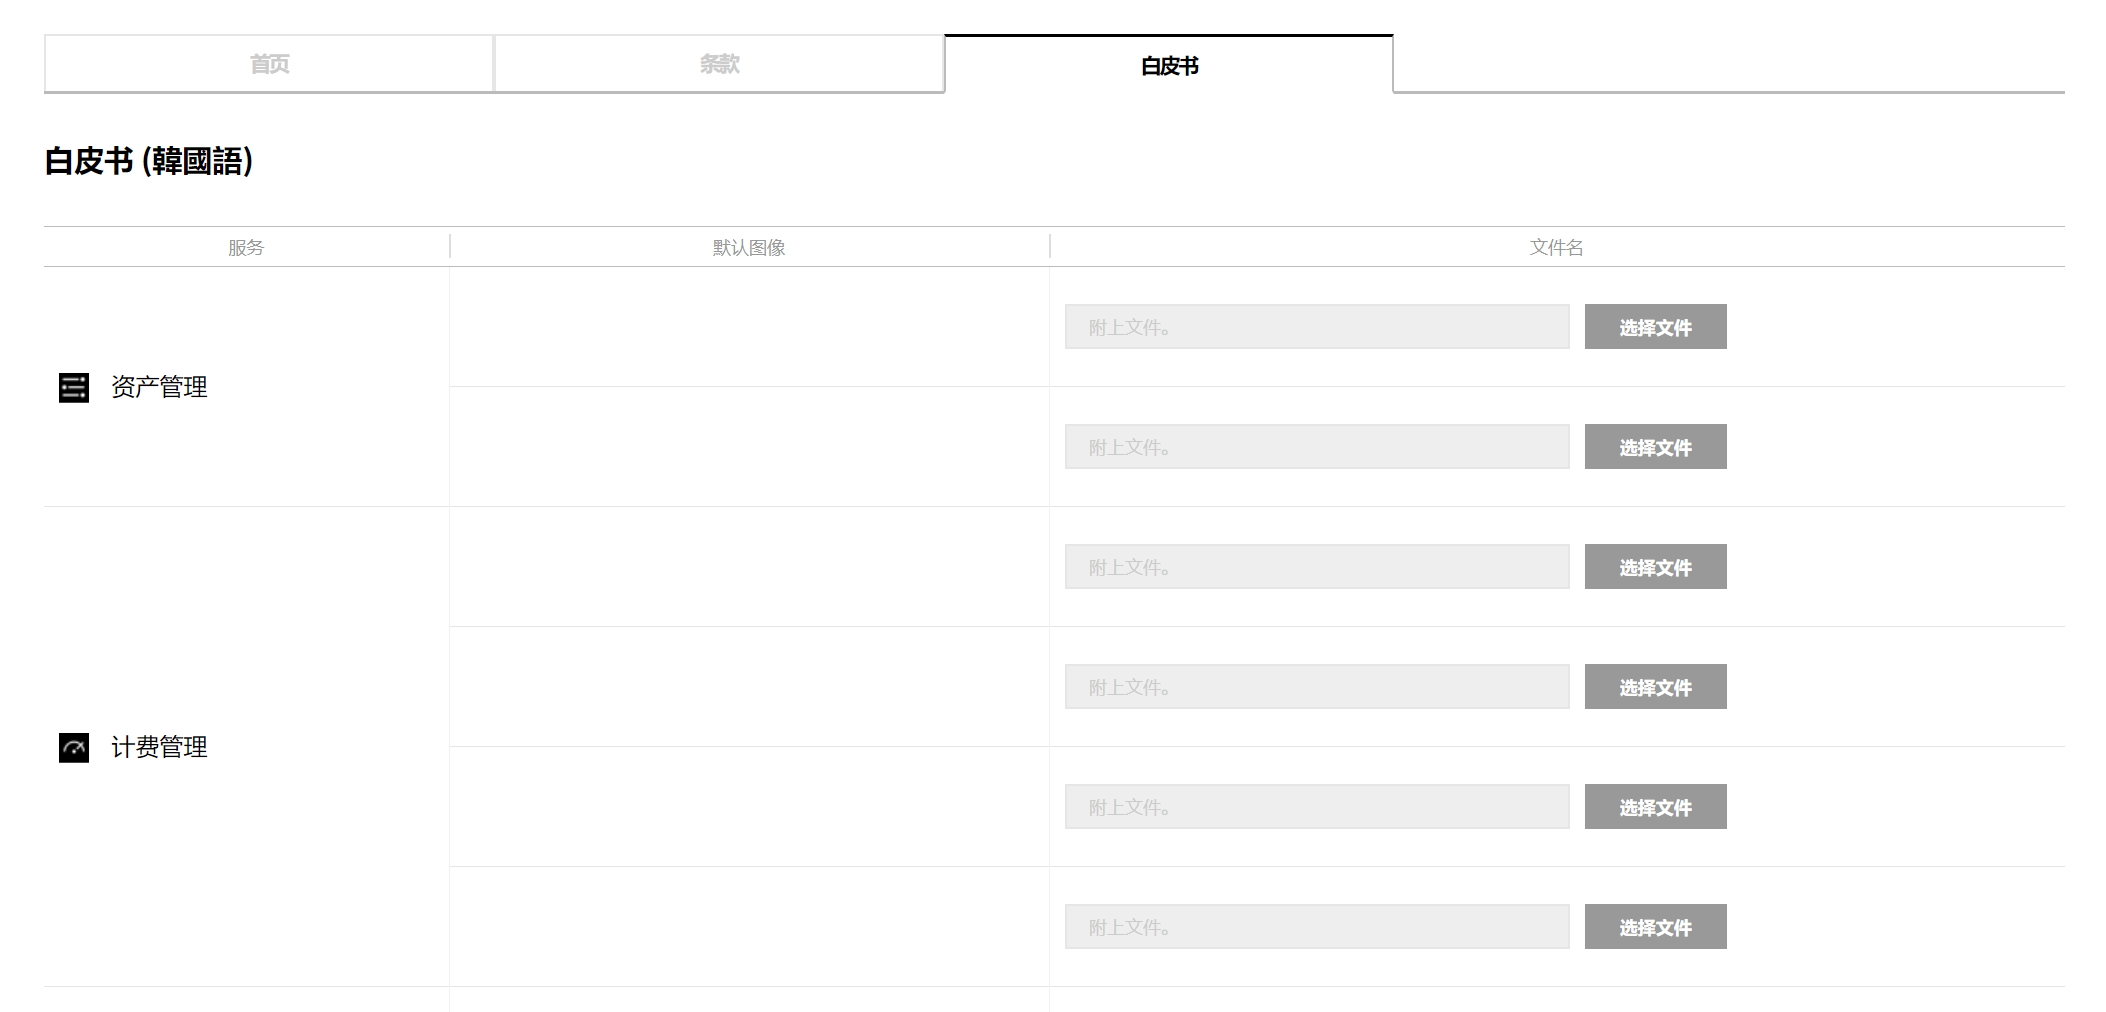 首页
条款
白皮书
白皮书 (韓國語)
服务
默认图像
文件名
附上文件。
选择文件
资产管理
附上文件。
选择文件
附上文件。
选择文件
附上文件。
选择文件
计费管理
附上文件。
选择文件
附上文件。
选择文件